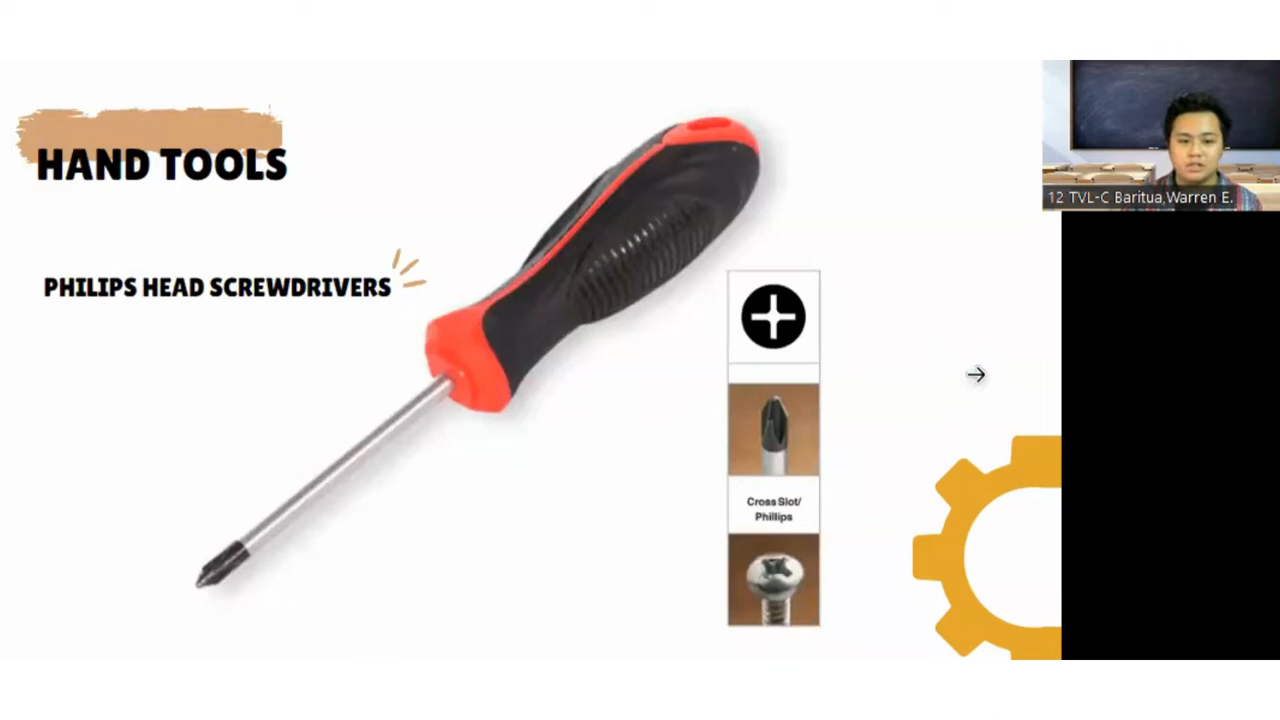 HAND TOOLS
PHILIPS HEAD SCREWDRIVERS
Cross Slot/
Phillips
12 TVL-C Baritua,Warren E.